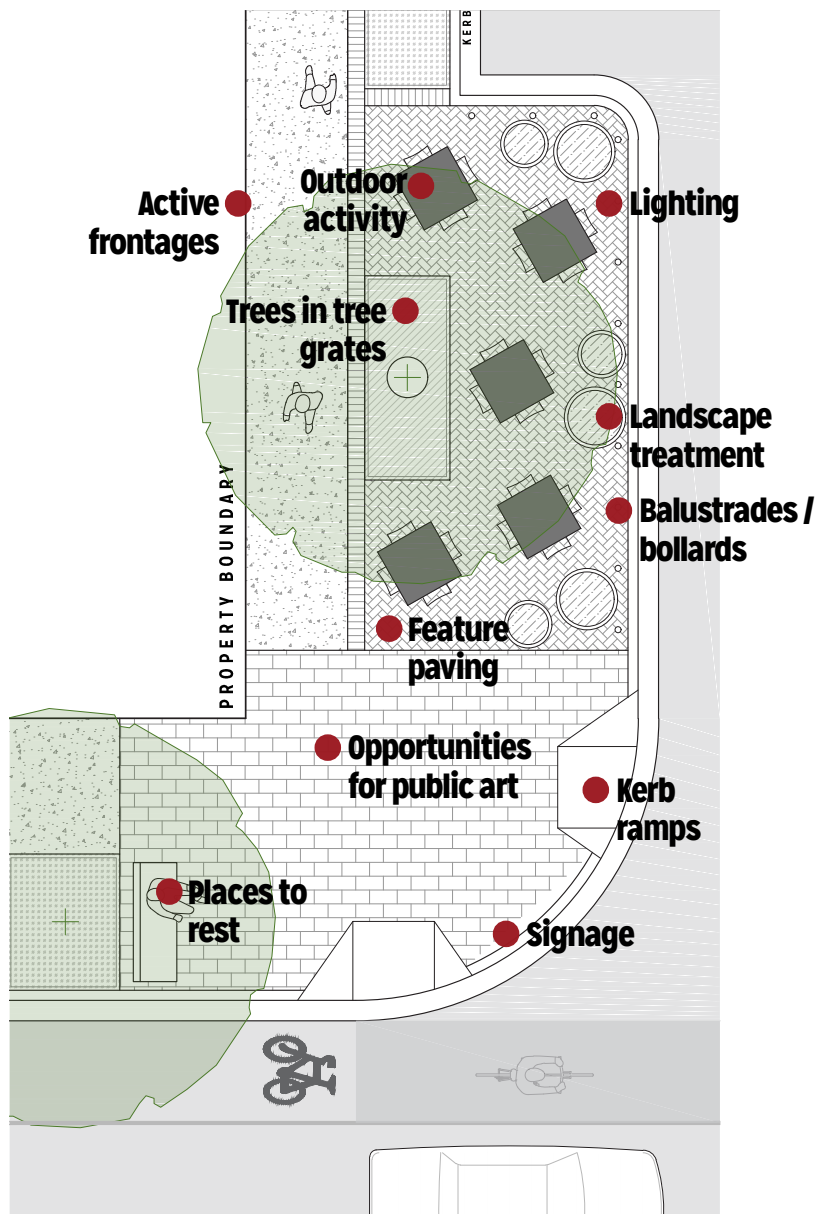 KERB
Active
frontages
Outdoor
activity
Lighting
Trees in tree
grates
Landscape
treatment
PROPERTY BOUNDARY
Balustrades /
bollards
Feature
paving
Opportunities
for public art
Kerb
ramps
Places to
rest
Signage